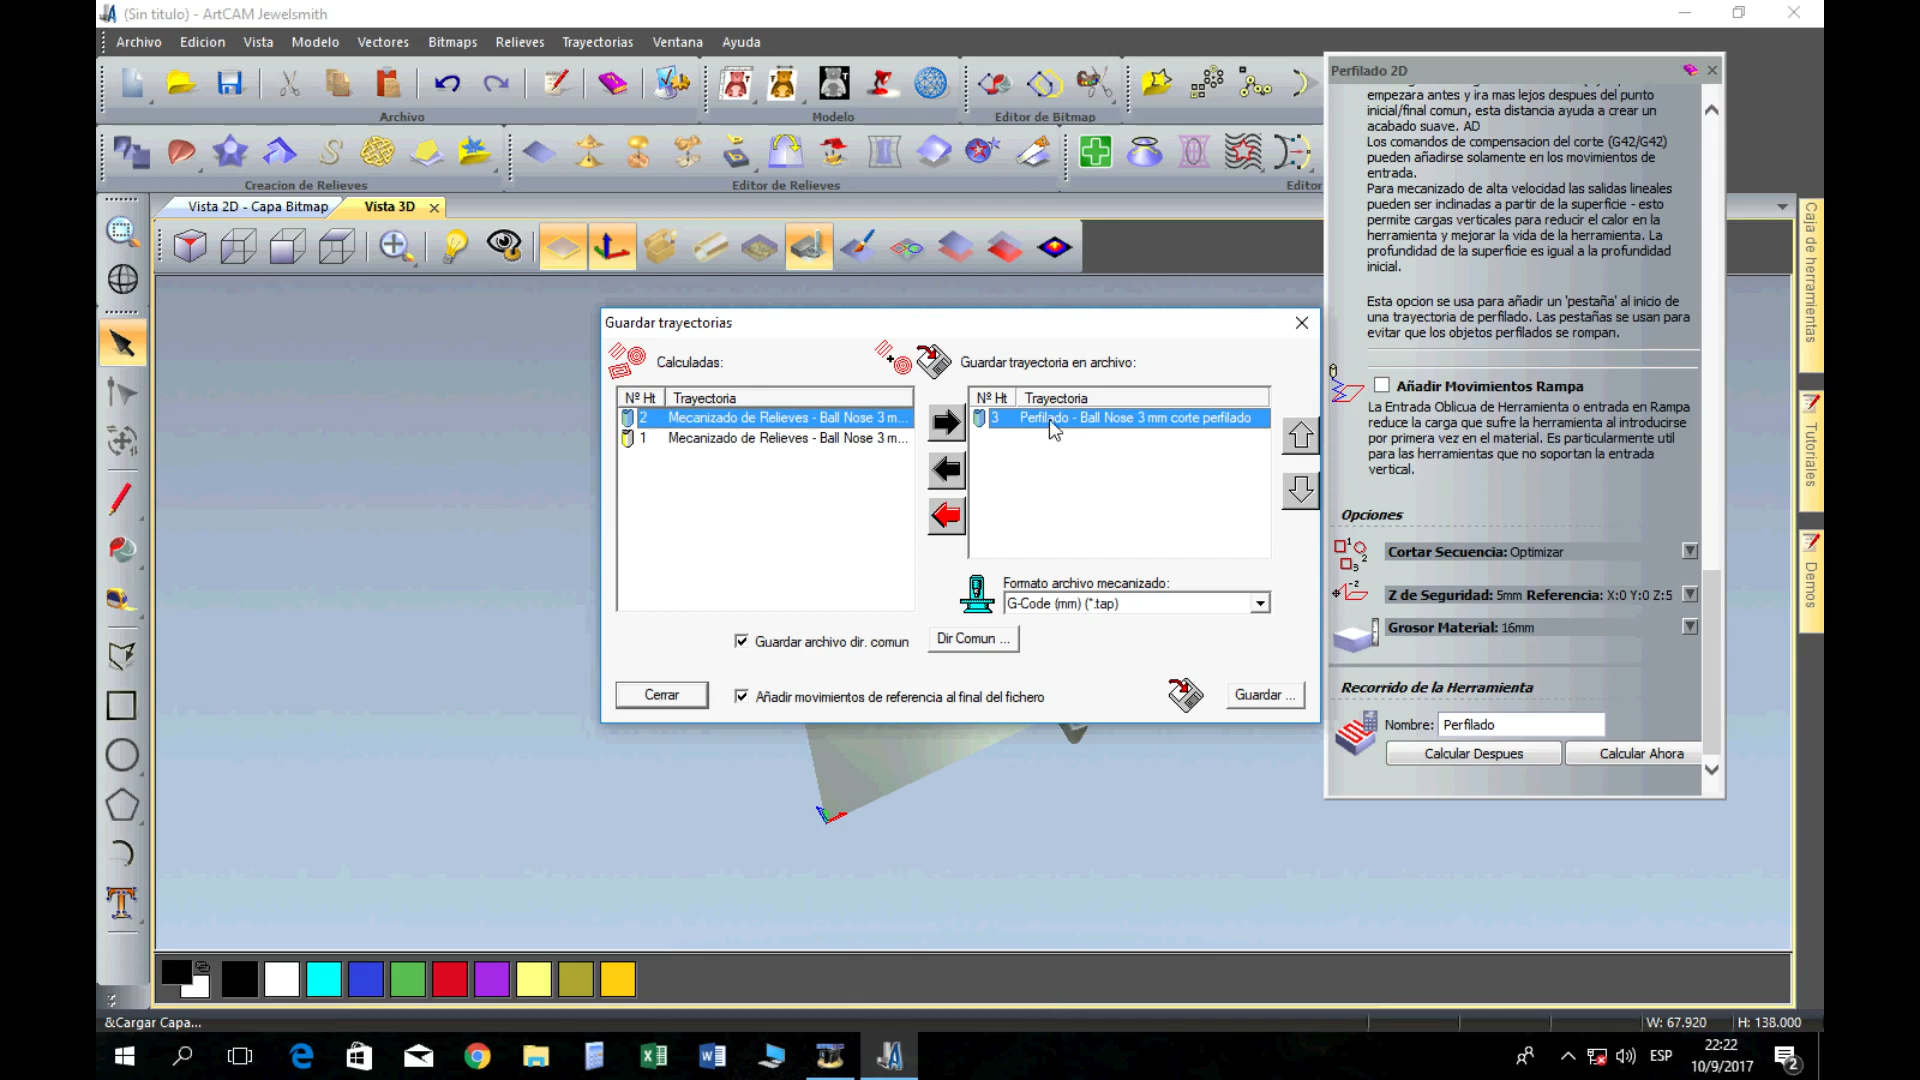 (Sin titulo) - ArtCAM Jewelsmith
Archivo Edicion Vista Modelo Vectores Bitmaps Relieves Trayectorias Ventana Ayuda
Archivo
Modelo
Editor de Bitmap
Creacion de Relieves
Editor de Relieves
Editor
Vista 2D - Capa Bitmap
Vista 3D
Guardar trayectorias
Calculadas:
Nº Ht Trayectoria
2 Mecanizado de Relieves - Ball Nose 3 m...
1 Mecanizado de Relieves - Ball Nose 3 m...
Guardar trayectoria en archivo:
Nº Ht Trayectoria
3 Perfilado - Ball Nose 3 mm corte perfilado
Formato archivo mecanizado:
G-Code (mm) (*.tap)
Guardar archivo dir. comun
Dir Comun ...
Cerrar
Añadir movimientos de referencia al final del fichero
Guardar ...
Perfilado 2D
empezara antes y ira mas lejos despues del punto
inicial/final comun, esta distancia ayuda a crear un
acabado suave. AD
Los comandos de compensacion del corte (G42/G42)
pueden añadirse solamente en los movimientos de
entrada.
Para mecanizado de alta velocidad las salidas lineales
pueden ser inclinadas a partir de la superficie - esto
permite cargas verticales para reducir el calor en la
herramienta y mejorar la vida de la herramienta. La
profundidad de la superficie es igual a la profundidad
inicial.
Esta opcion se usa para añadir un 'pestaña' al inicio de
una trayectoria de perfilado. Las pestañas se usan para
evitar que los objetos perfilados se rompan.
Añadir Movimientos Rampa
La Entrada Oblicua de Herramienta o entrada en Rampa
reduce la carga que sufre la herramienta al introducirse
por primera vez en el material. Es particularmente util
para las herramientas que no soportan la entrada
vertical.
Opciones
Cortar Secuencia: Optimizar
Z de Seguridad: 5mm Referencia: X:0 Y:0 Z:5
Grosor Material: 16mm
Recorrido de la Herramienta
Nombre: Perfilado
Calcular Despues
Calcular Ahora
Caja de herramientas
Tutoriales
Demos
&Cargar Capa...
W: 67.920
H: 138.000
ESP
22:22
10/9/2017
2